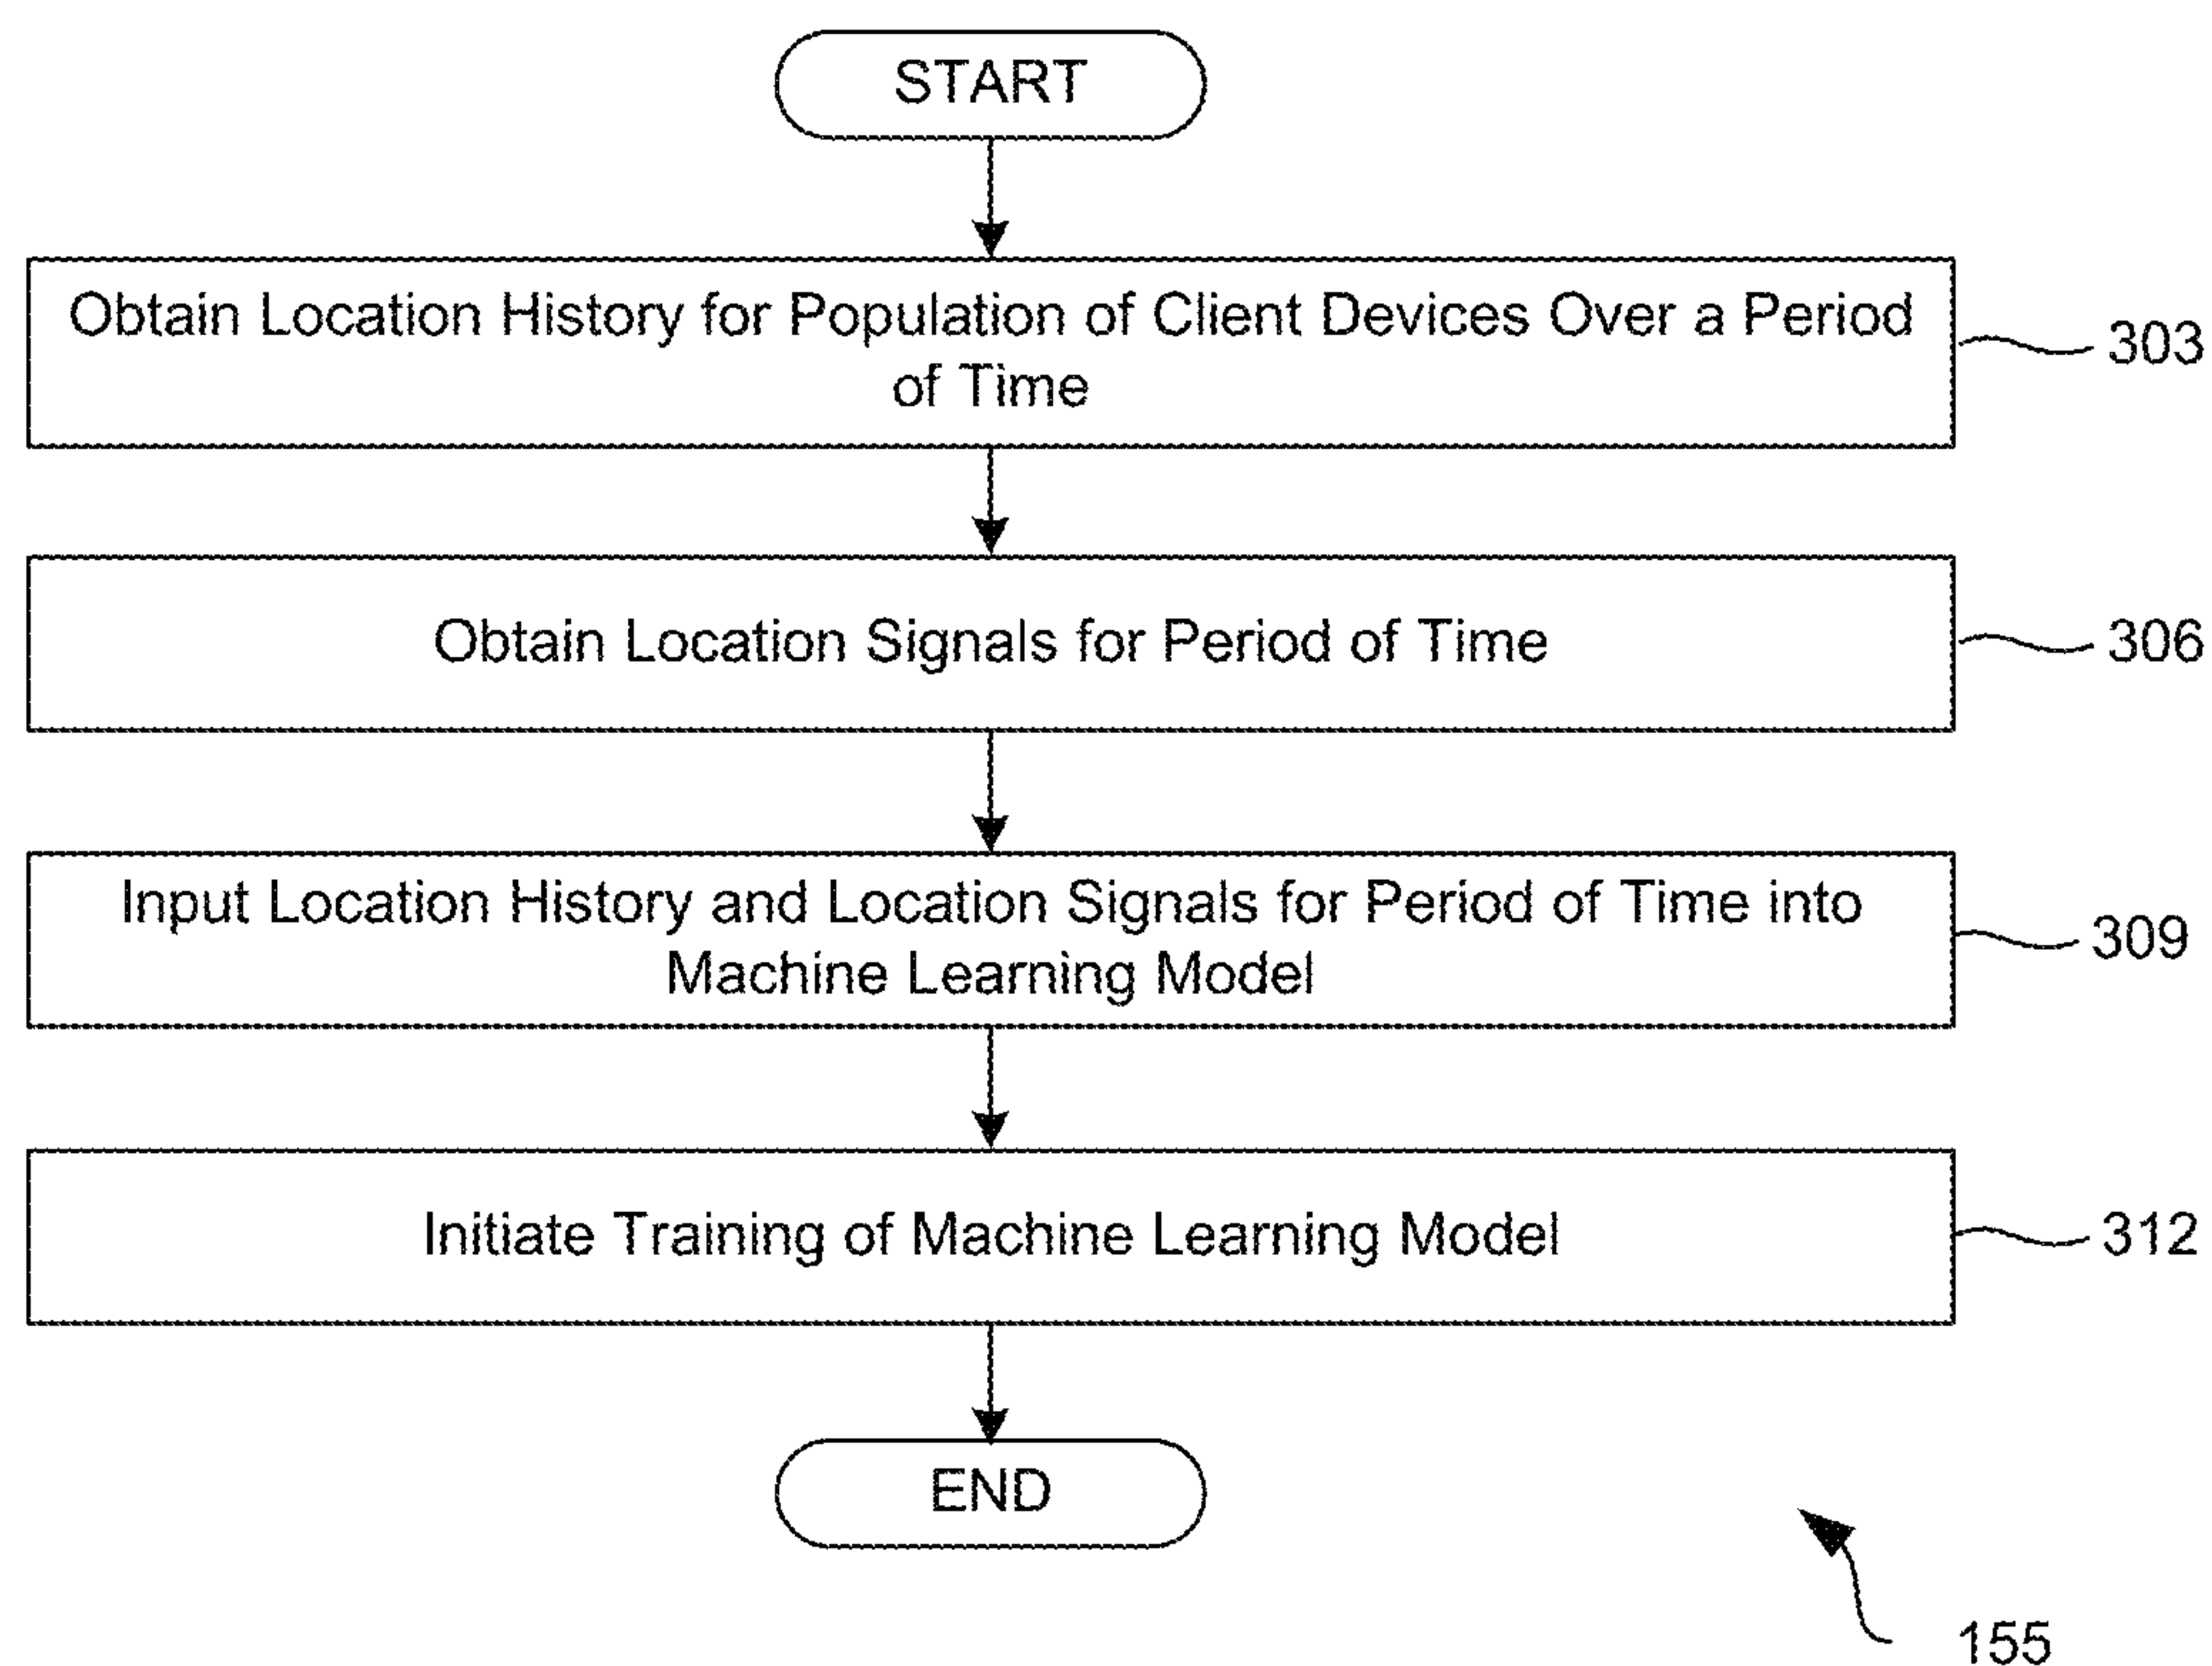 START
Obtain Location History for Population of Client Devices Over a Period
of Time
303
Obtain Location Signals for Period of Time
306
Input Location History and Location Signals for Period of Time into
Machine Learning Model
309
Initiate Training of Machine Learning Model
312
END
155